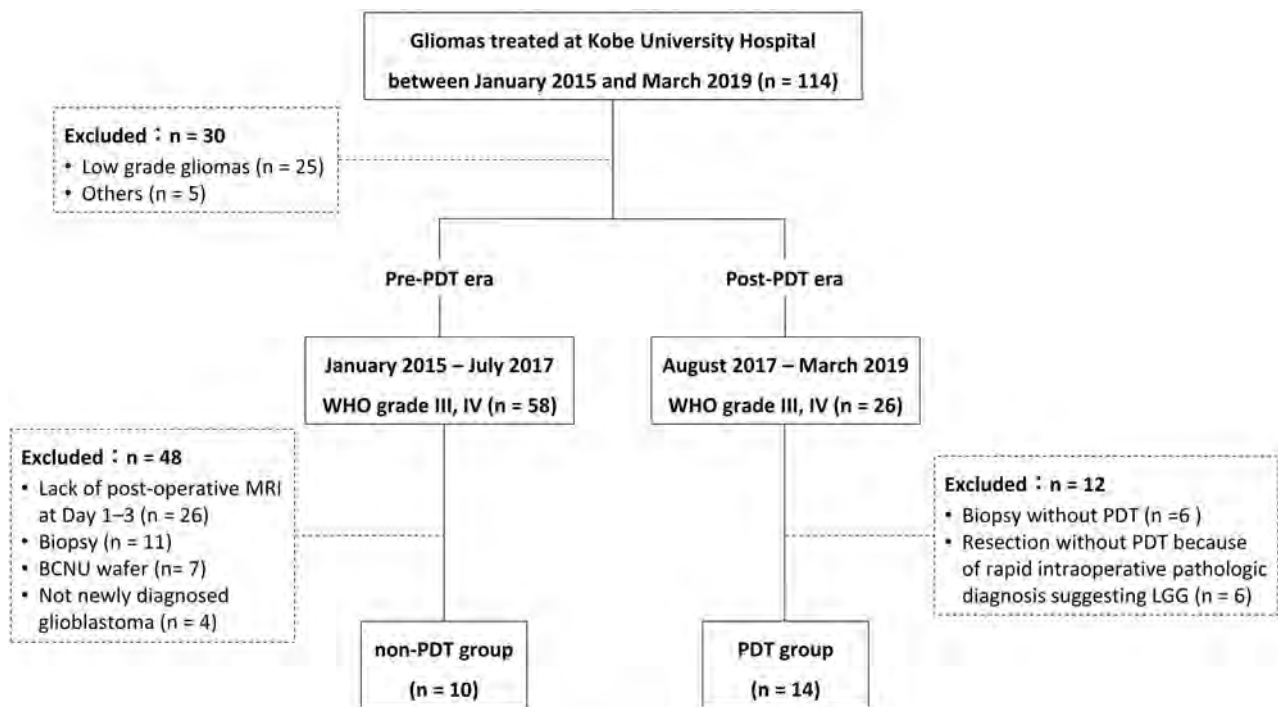 Gliomas treated at Kobe University Hospital
between January 2015 and March 2019 (n = 114)
Excluded：n = 30
• Low grade gliomas (n = 25)
• Others (n = 5)
Pre-PDT era
Post-PDT era
January 2015 – July 2017
WHO grade III, IV (n = 58)
August 2017 – March 2019
WHO grade III, IV (n = 26)
Excluded：n = 48
• Lack of post-operative MRI
at Day 1–3 (n = 26)
• Biopsy (n = 11)
• BCNU wafer (n= 7)
• Not newly diagnosed
glioblastoma (n = 4)
Excluded：n = 12
• Biopsy without PDT (n =6 )
• Resection without PDT because
of rapid intraoperative pathologic
diagnosis suggesting LGG (n = 6)
non-PDT group
(n = 10)
PDT group
(n = 14)